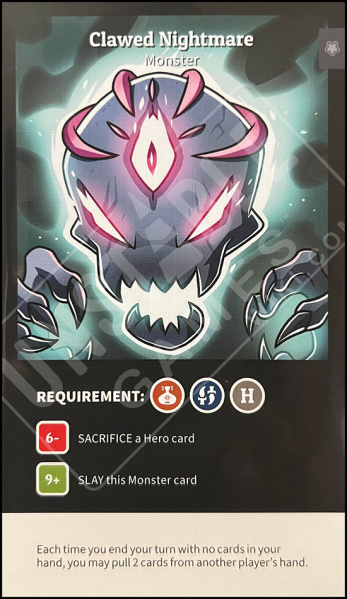 Clawed Nightmare
Monster
REQUIREMENT: H
6- SACRIFICE a Hero card
9+ SLAY this Monster card
Each time you end your turn with no cards in your
hand, you may pull 2 cards from another player's hand.